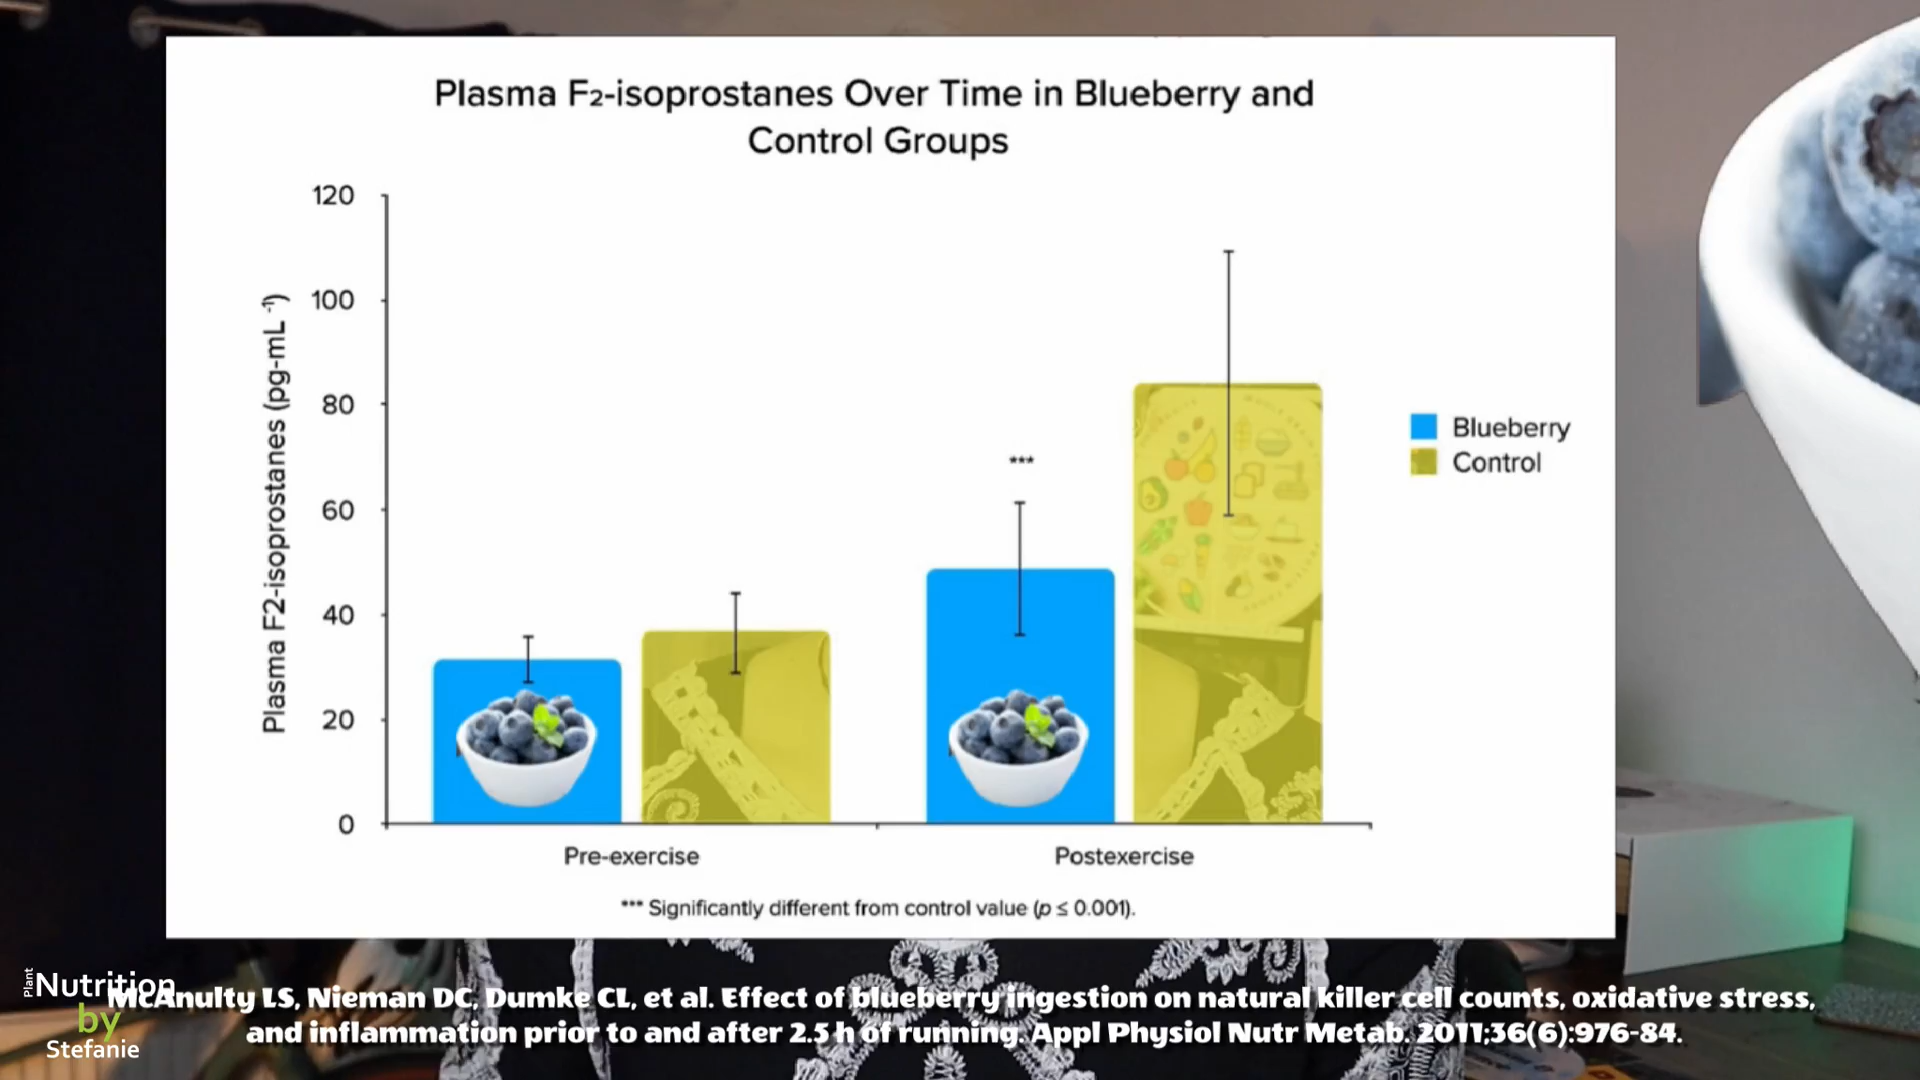 Plasma F₂-isoprostanes Over Time in Blueberry and
Control Groups
120
100
80
60
40
20
0
Plasma F2-isoprostanes (pg-mL -1)
***
Blueberry
Control
Pre-exercise
Postexercise
*** Significantly different from control value (p ≤ 0.001).
Plant
Nutrition
by
Stefanie
McAnulty LS, Nieman DC, Dumke CL, et al. Effect of blueberry ingestion on natural killer cell counts, oxidative stress,
and inflammation prior to and after 2.5 h of running. Appl Physiol Nutr Metab. 2011;36(6):976-84.